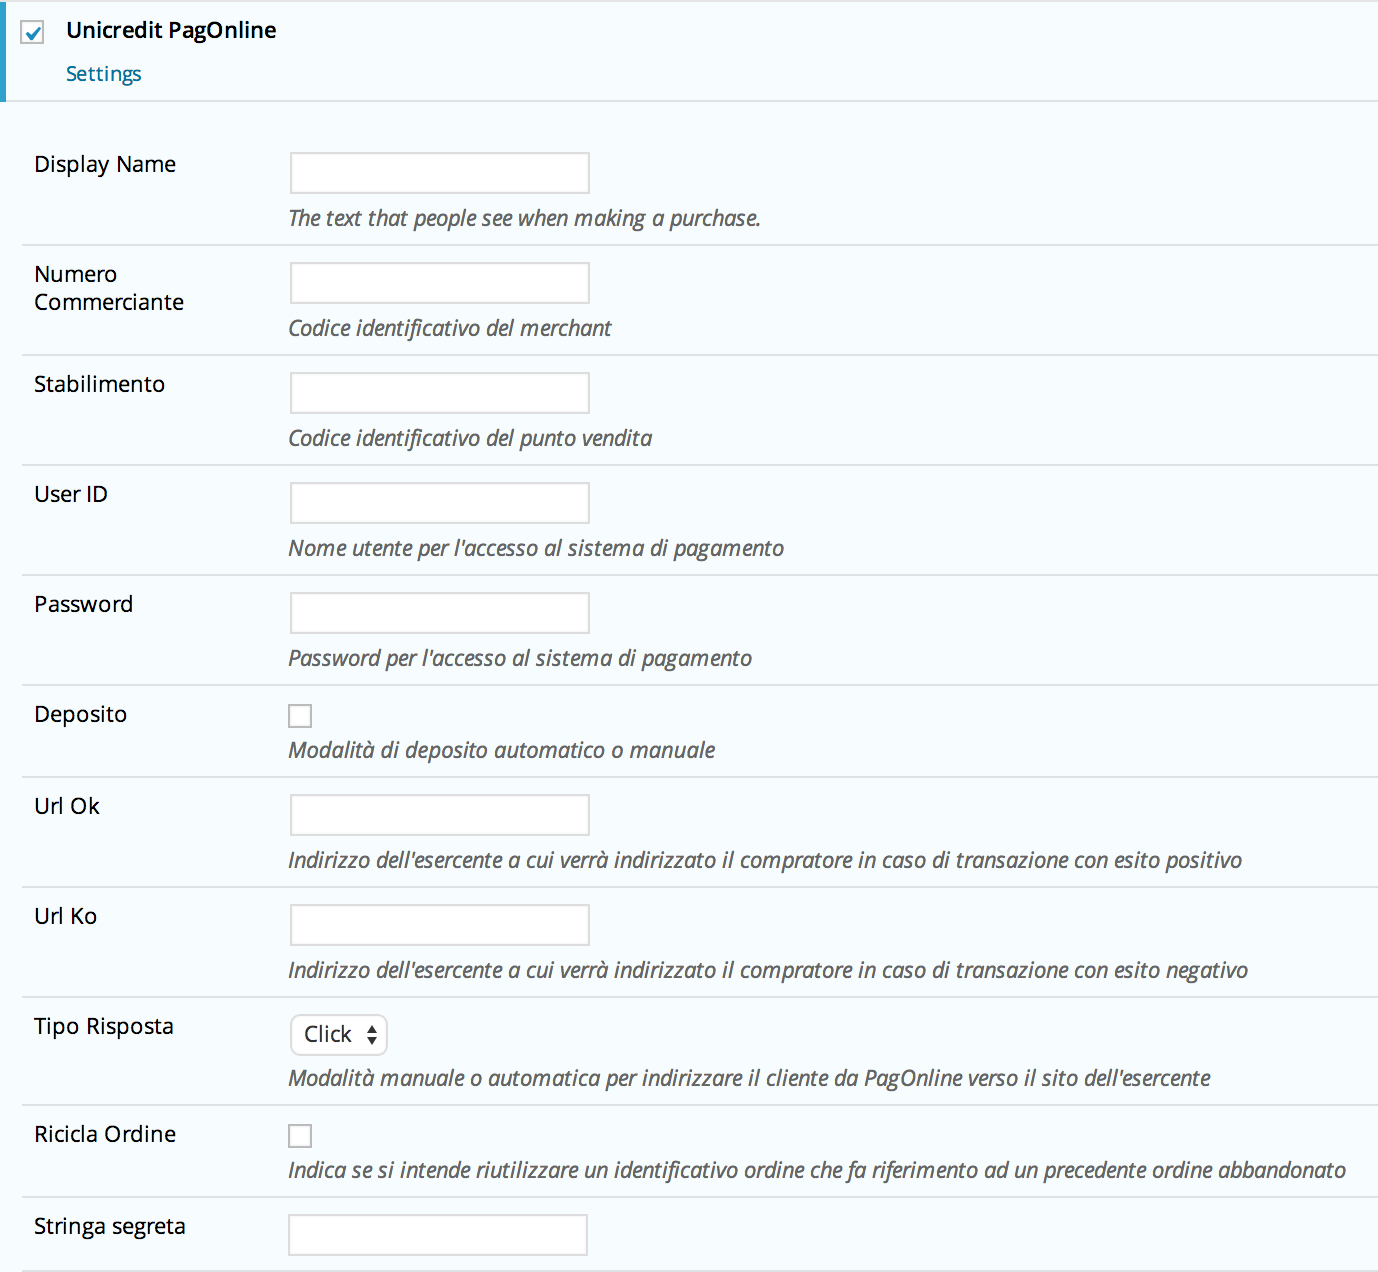 Unicredit PagOnline
Settings
Display Name
The text that people see when making a purchase.
Numero
Commerciante
Codice identificativo del merchant
Stabilimento
Codice identificativo del punto vendita
User ID
Nome utente per l'accesso al sistema di pagamento
Password
Password per l'accesso al sistema di pagamento
Deposito
Modalità di deposito automatico o manuale
Url Ok
Indirizzo dell'esercente a cui verrà indirizzato il compratore in caso di transazione con esito positivo
Url Ko
Indirizzo dell'esercente a cui verrà indirizzato il compratore in caso di transazione con esito negativo
Tipo Risposta
Click
Modalità manuale o automatica per indirizzare il cliente da PagOnline verso il sito dell'esercente
Ricicla Ordine
Indica se si intende riutilizzare un identificativo ordine che fa riferimento ad un precedente ordine abbandonato
Stringa segreta